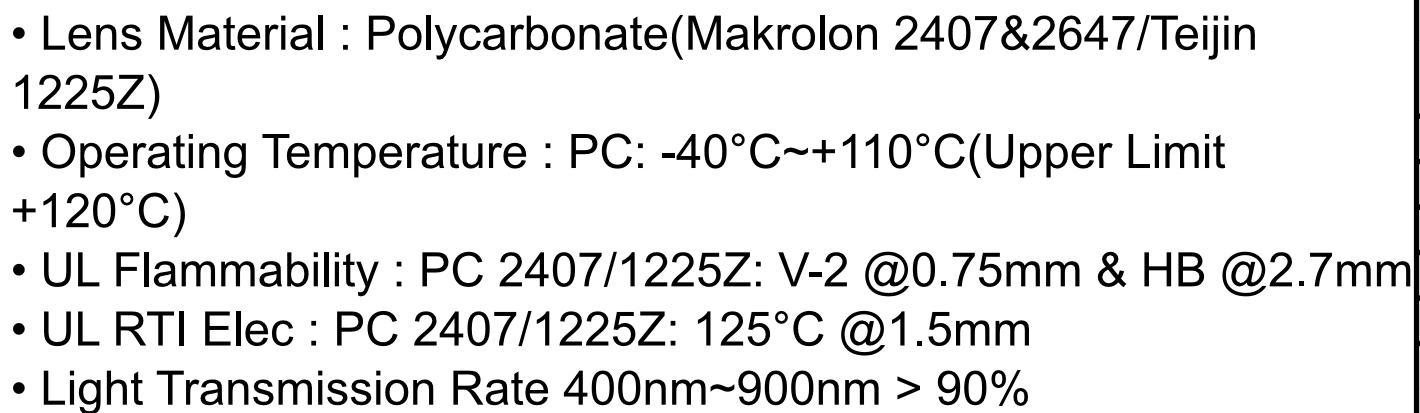 • Lens Material : Polycarbonate(Makrolon 2407&2647/Teijin
1225Z)
• Operating Temperature : PC: -40°C~+110°C(Upper Limit
+120°C)
• UL Flammability : PC 2407/1225Z: V-2 @0.75mm & HB @2.7mm
• UL RTI Elec : PC 2407/1225Z: 125°C @1.5mm
• Light Transmission Rate 400nm~900nm > 90%